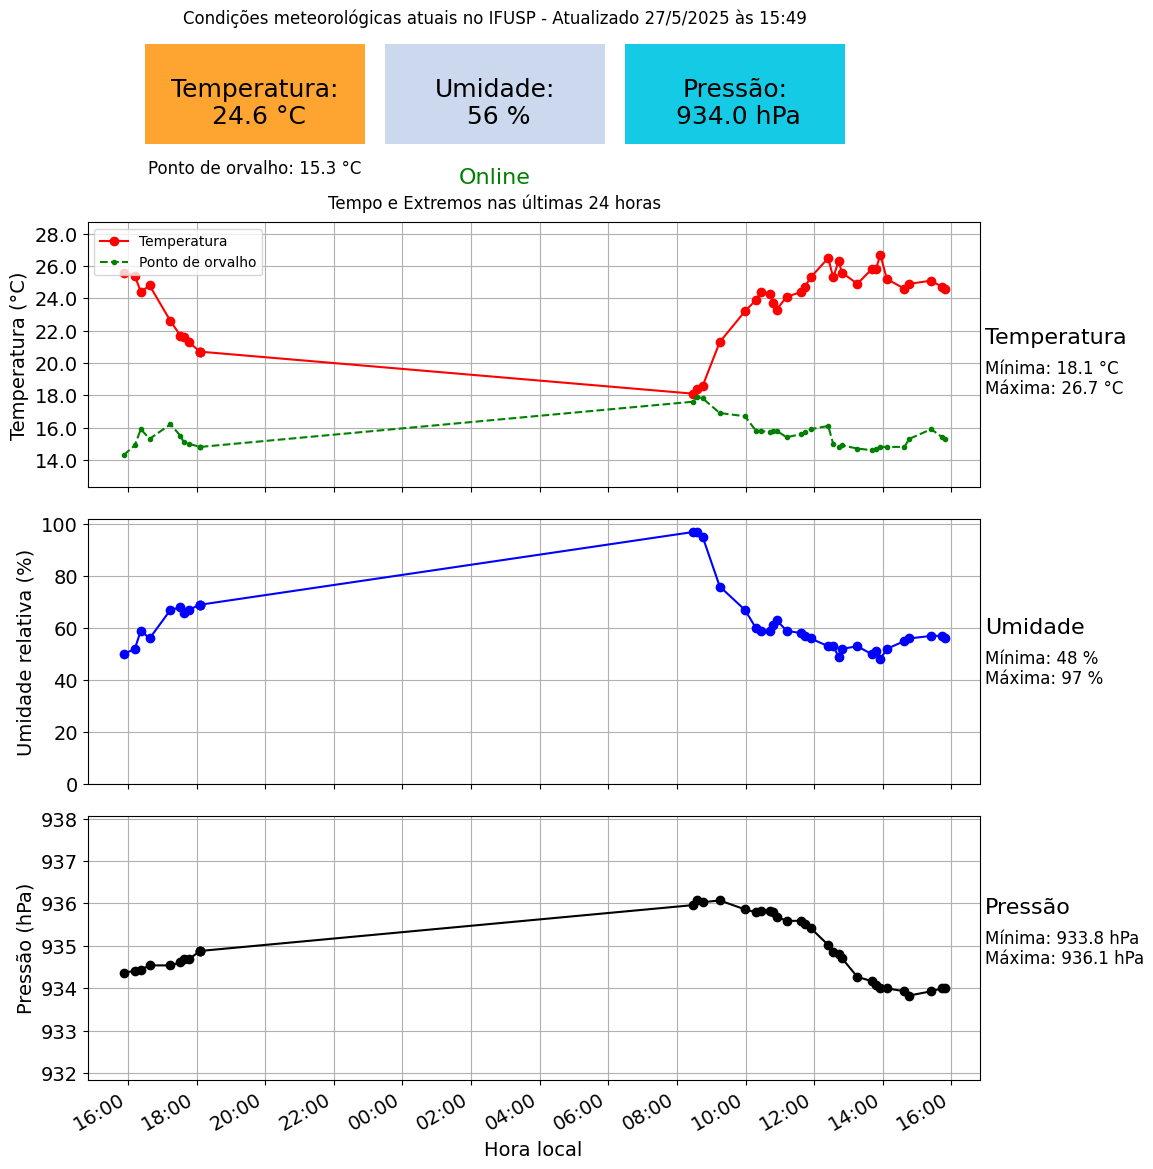 Condições meteorológicas atuais no IFUSP - Atualizado 27/5/2025 às 15:49
Temperatura:
24.6 °C
Umidade:
56 %
Pressão:
934.0 hPa
Ponto de orvalho: 15.3 °C
Online
Tempo e Extremos nas últimas 24 horas
Temperatura
Ponto de orvalho
Temperatura (°C)
28.0
26.0
24.0
22.0
20.0
18.0
16.0
14.0
Temperatura
Mínima: 18.1 °C
Máxima: 26.7 °C
Umidade relativa (%)
100
80
60
40
20
0
Umidade
Mínima: 48 %
Máxima: 97 %
Pressão (hPa)
938
937
936
935
934
933
932
Pressão
Mínima: 933.8 hPa
Máxima: 936.1 hPa
16:00 18:00 20:00 22:00 00:00 02:00 04:00 06:00 08:00 10:00 12:00 14:00 16:00
Hora local